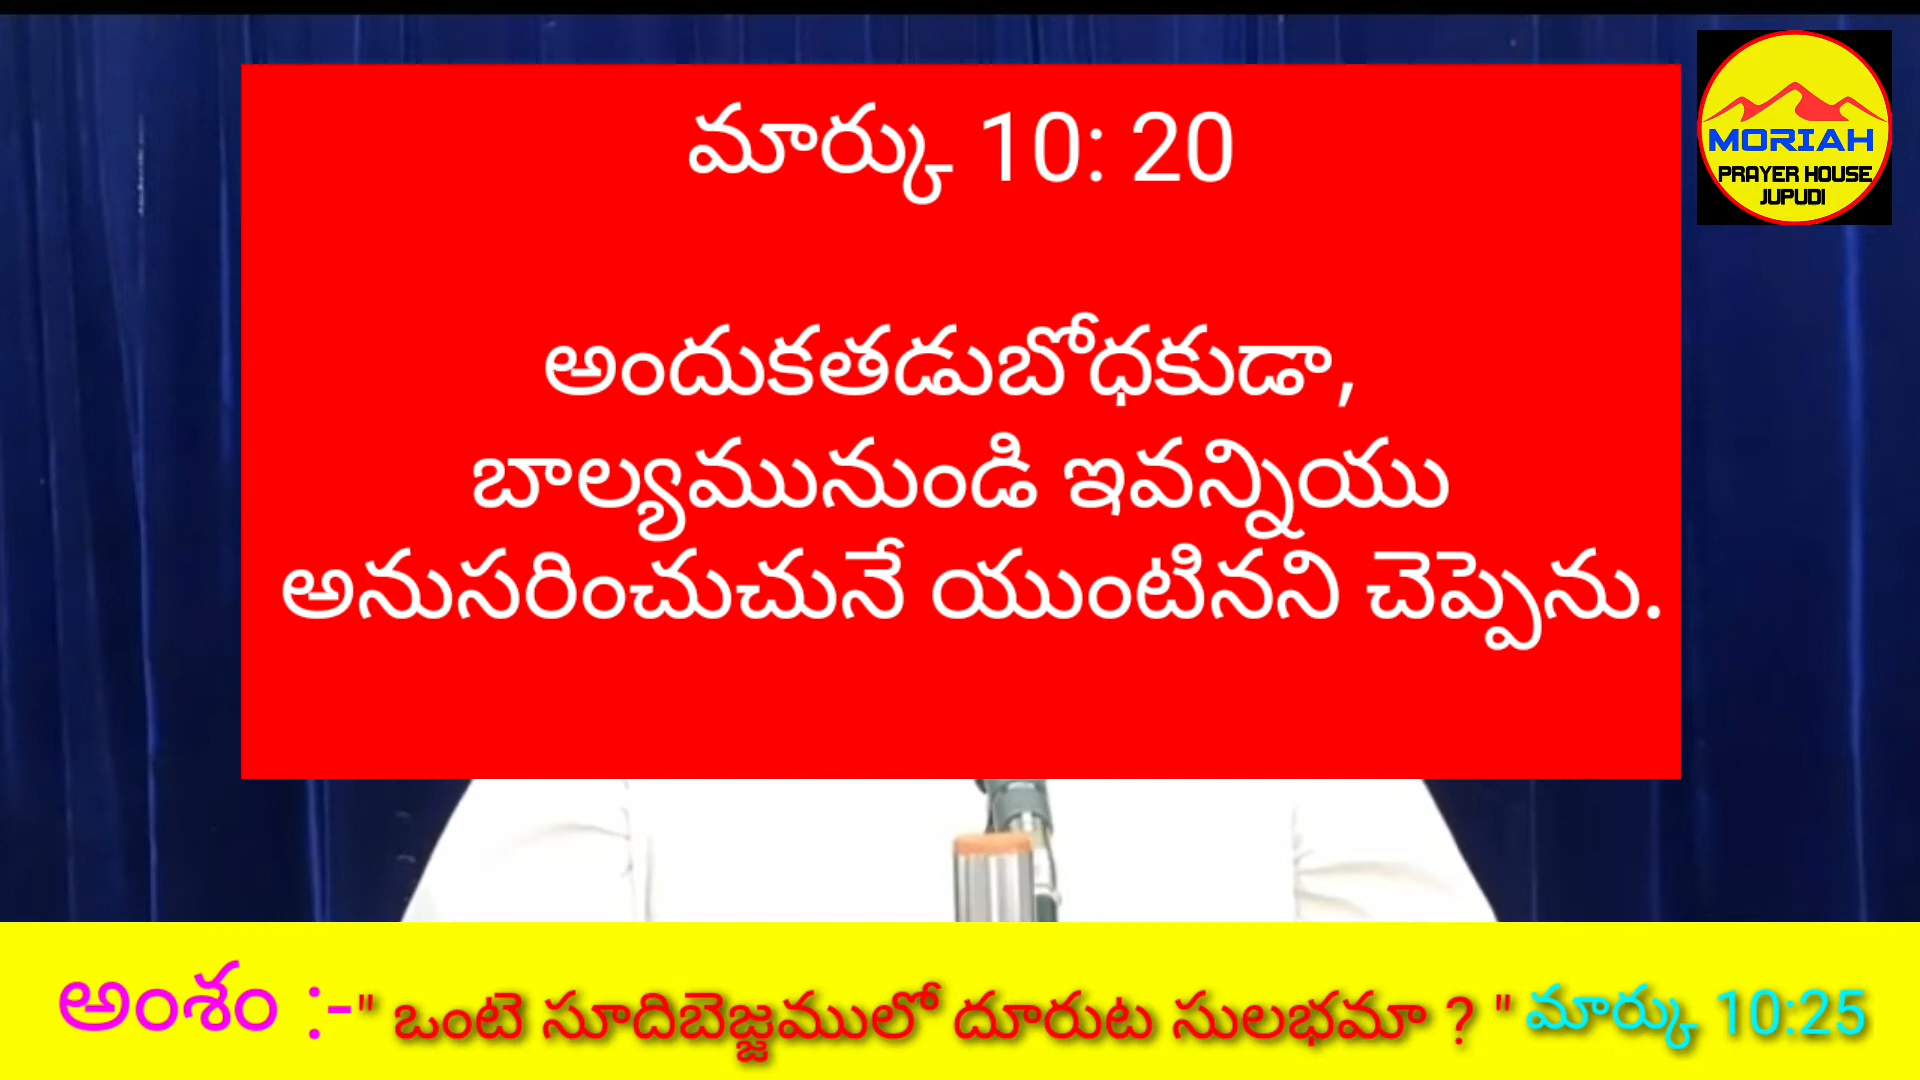 మార్కు 10: 20
అందుకతడుబోధకుడా,
బాల్యమునుండి ఇవన్నియు
అనుసరించుచునే యుంటినని చెప్పెను.
MORIAH
PRAYER HOUSE
JUPUDI
అంశం :-" ఒంటె సూదిబెజ్జములో దూరుట సులభమా ? " మార్కు 10:25